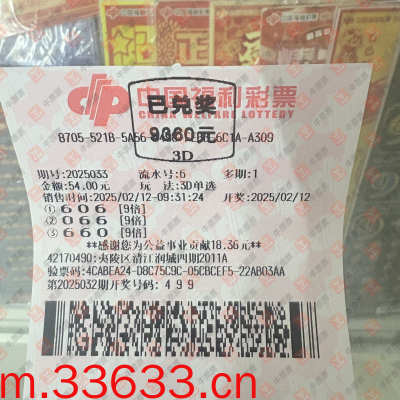 中国福利彩票
CHINA WELFARE LOTTERY
已兑奖
9360元
3D
期号:2025033 流水号:6 多期:1
金额:54.00元 玩法:3D单选
销售时间:2025/02/12-09:31:24 开奖:2025/02/12
① 6 0 6 [9倍]
② 0 6 6 [9倍]
③ 6 6 0 [9倍]
**感谢您为公益事业贡献18.36元**
42170490:夷陵区清江润城四期2011A
验票码:4CABEA24-D8C75C9C-05CBCEF5-22AB03AA
第2025032期开奖号码: 4 9 9
m.33633.cn